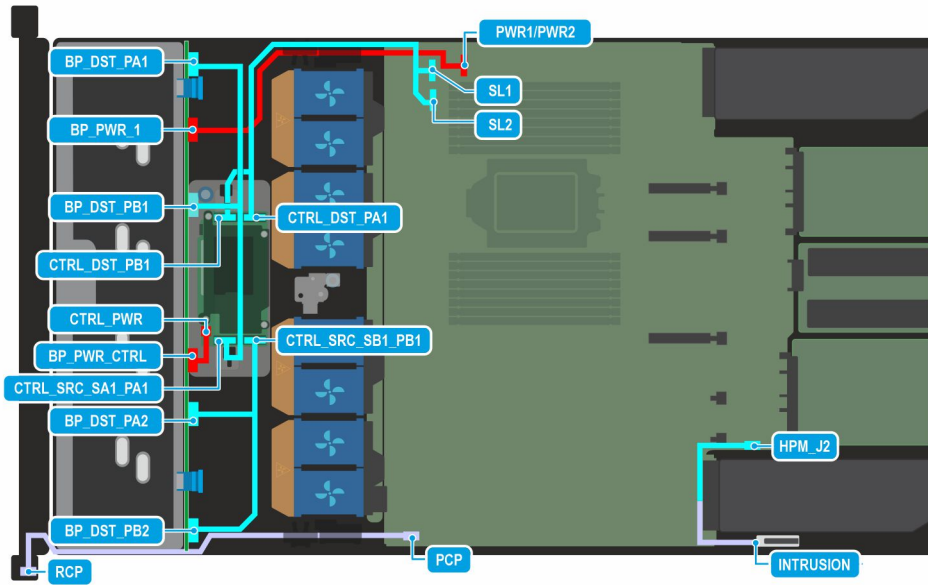 PWR1/PWR2
BP_DST_PA1
SL1
SL2
BP_PWR_1
BP_DST_PB1
CTRL_DST_PA1
CTRL_DST_PB1
CTRL_PWR
CTRL_SRC_SB1_PB1
BP_PWR_CTRL
CTRL_SRC_SA1_PA1
BP_DST_PA2
HPM_J2
BP_DST_PB2
PCP
INTRUSION
RCP